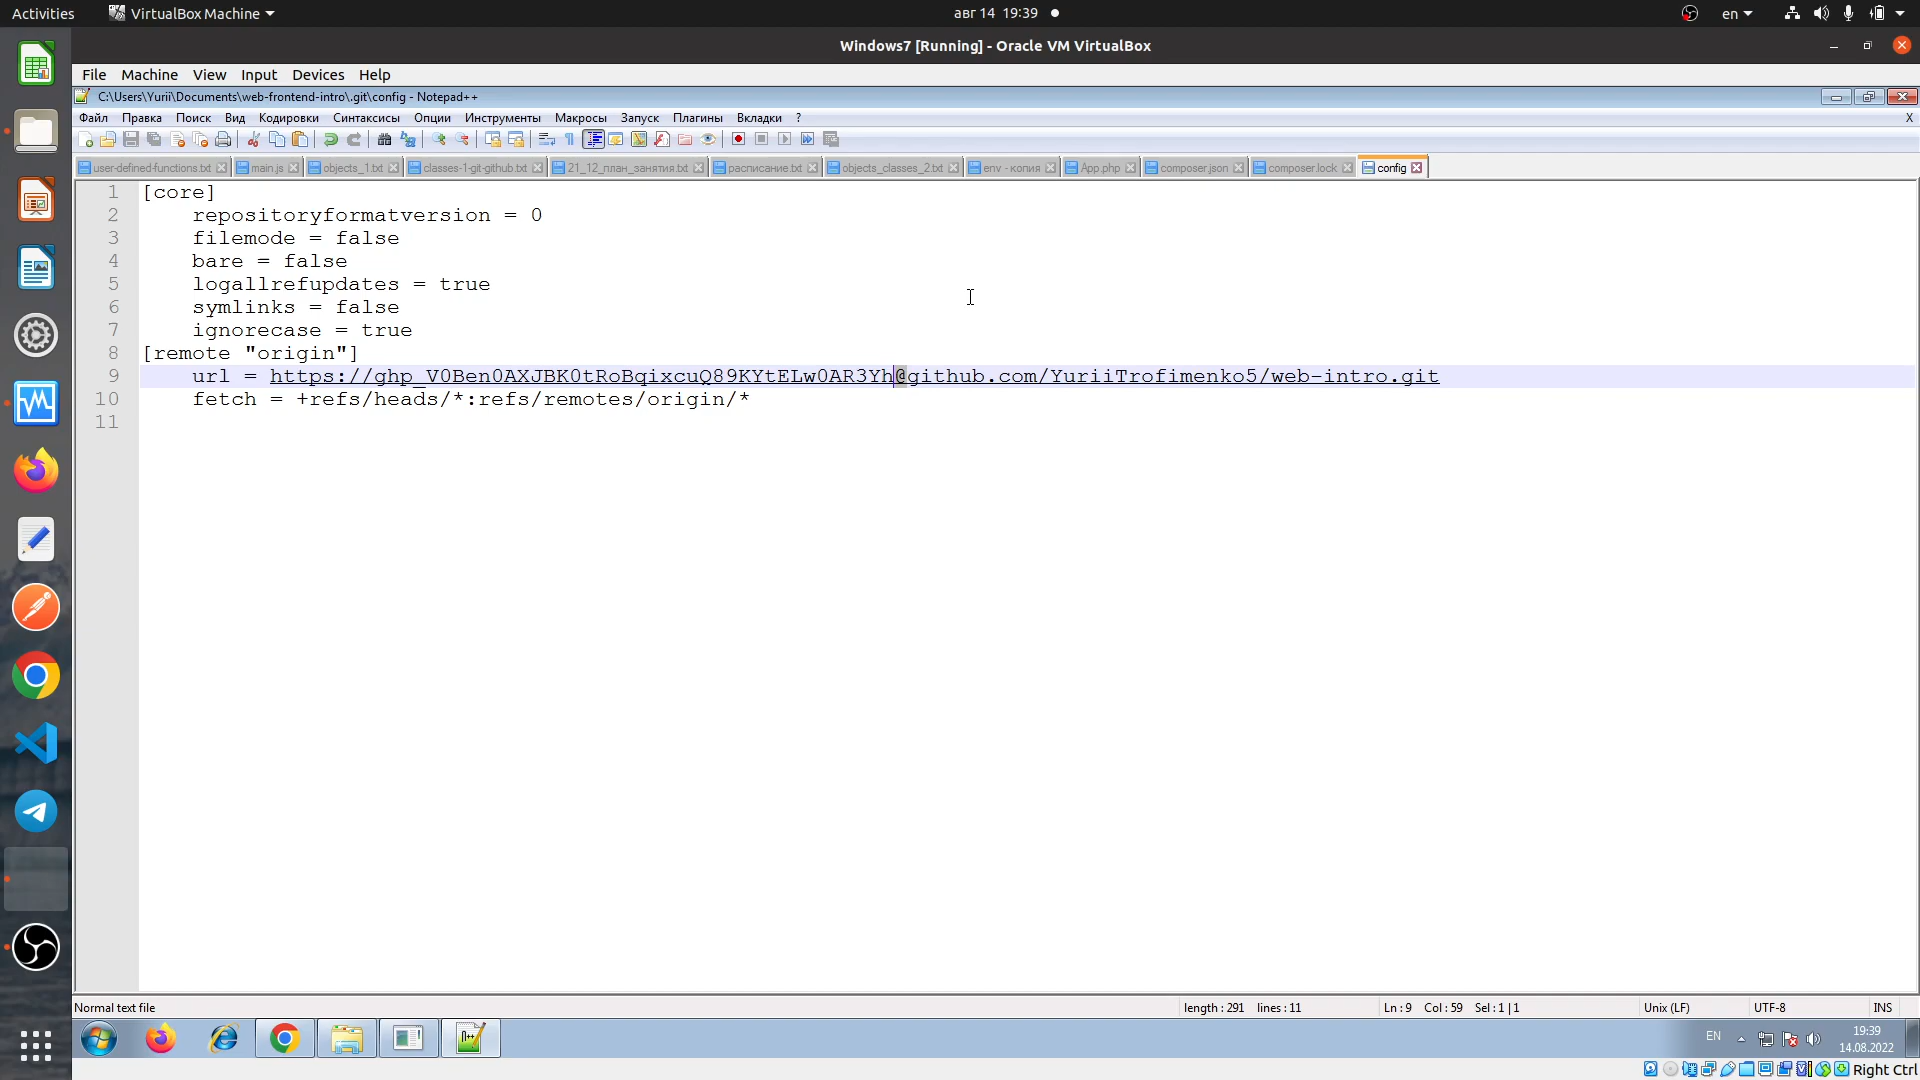 Activities
VirtualBox Machine
авг 14 19:39
en
Windows7 [Running] - Oracle VM VirtualBox
File Machine View Input Devices Help
C:\Users\Yurii\Documents\web-frontend-intro\.git\config - Notepad++
Файл Правка Поиск Вид Кодировки Синтаксисы Опции Инструменты Макросы Запуск Плагины Вкладки ?
X
user-defined-functions.txt main.js objects_1.txt classes-1-git-github.txt 21_12_план_занятия.txt расписание.txt objects_classes_2.txt env - копия App.php composer.json composer.lock config
1 [core]
2 repositoryformatversion = 0
3 filemode = false
4 bare = false
5 logallrefupdates = true
6 symlinks = false
7 ignorecase = true
8 [remote "origin"]
9 url = https://[access token redacted]@github.com/YuriiTrofimenko5/web-intro.git
10 fetch = +refs/heads/*:refs/remotes/origin/*
11
Normal text file
length : 291 lines : 11
Ln : 9 Col : 59 Sel : 1 | 1
Unix (LF)
UTF-8
INS
EN
19:39
14.08.2022
Right Ctrl